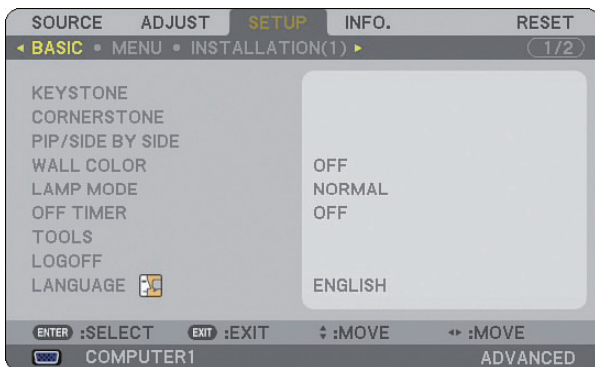 SOURCE ADJUST SETUP INFO. RESET
BASIC • MENU • INSTALLATION(1) 1/2
KEYSTONE
CORNERSTONE
PIP/SIDE BY SIDE
WALL COLOR OFF
LAMP MODE NORMAL
OFF TIMER OFF
TOOLS
LOGOFF
LANGUAGE ENGLISH
ENTER :SELECT EXIT :EXIT :MOVE :MOVE
COMPUTER1 ADVANCED